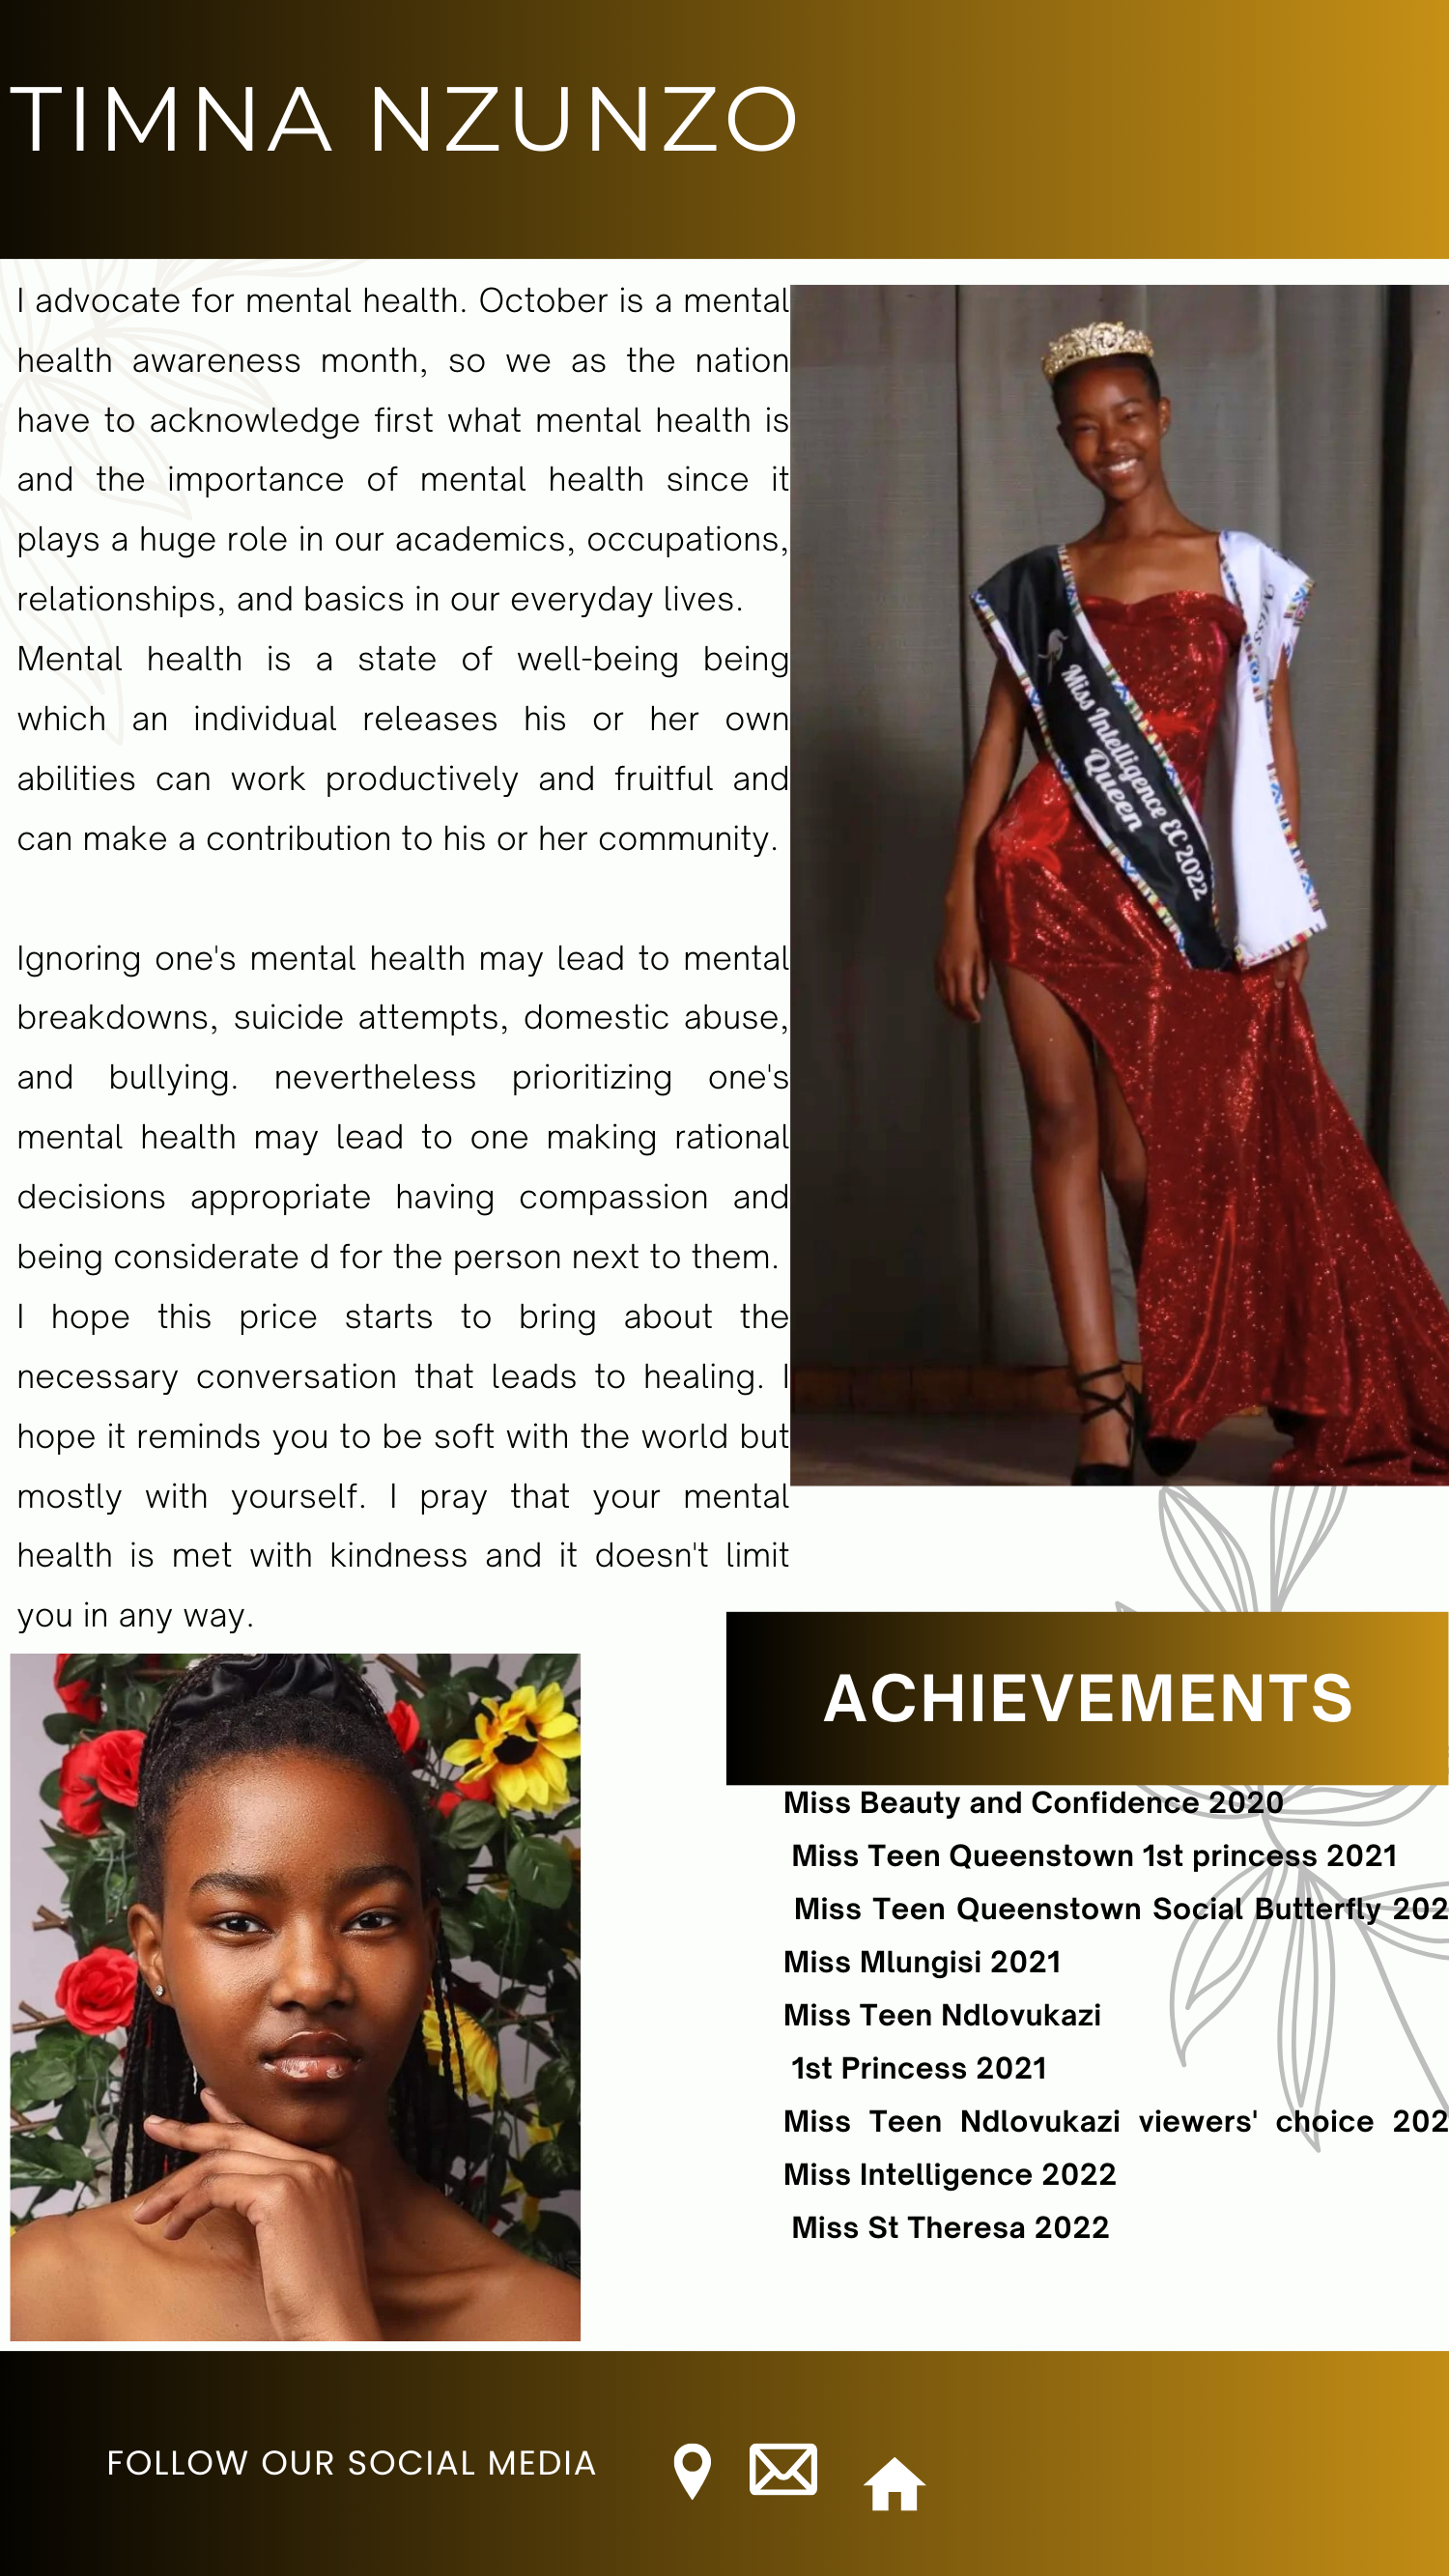 TIMNA NZUNZO
I advocate for mental health. October is a mental
health awareness month, so we as the nation
have to acknowledge first what mental health is
and the importance of mental health since it
plays a huge role in our academics, occupations,
relationships, and basics in our everyday lives.
Mental health is a state of well-being being
which an individual releases his or her own
abilities can work productively and fruitful and
can make a contribution to his or her community.
Ignoring one's mental health may lead to mental
breakdowns, suicide attempts, domestic abuse,
and bullying. nevertheless prioritizing one's
mental health may lead to one making rational
decisions appropriate having compassion and
being considerate d for the person next to them.
I hope this price starts to bring about the
necessary conversation that leads to healing. I
hope it reminds you to be soft with the world but
mostly with yourself. I pray that your mental
health is met with kindness and it doesn't limit
you in any way.
Miss Intelligence EC 2022
Queen
Miss
ACHIEVEMENTS
Miss Beauty and Confidence 2020
Miss Teen Queenstown 1st princess 2021
Miss Teen Queenstown Social Butterfly 202
Miss Mlungisi 2021
Miss Teen Ndlovukazi
1st Princess 2021
Miss Teen Ndlovukazi viewers' choice 202
Miss Intelligence 2022
Miss St Theresa 2022
FOLLOW OUR SOCIAL MEDIA